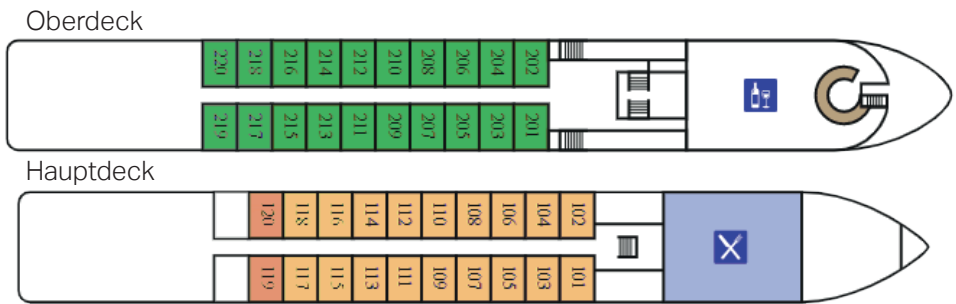 Oberdeck
220 218 216 214 212 210 208 206 204 202
219 217 215 213 211 209 207 205 203 201
Hauptdeck
120 118 116 114 112 110 108 106 104 102
119 117 115 113 111 109 107 105 103 101